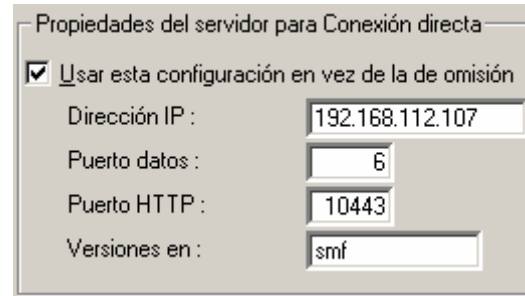 Propiedades del servidor para Conexión directa
Usar esta configuración en vez de la de omisión
Dirección IP : 192.168.112.107
Puerto datos : 6
Puerto HTTP : 10443
Versiones en : smf